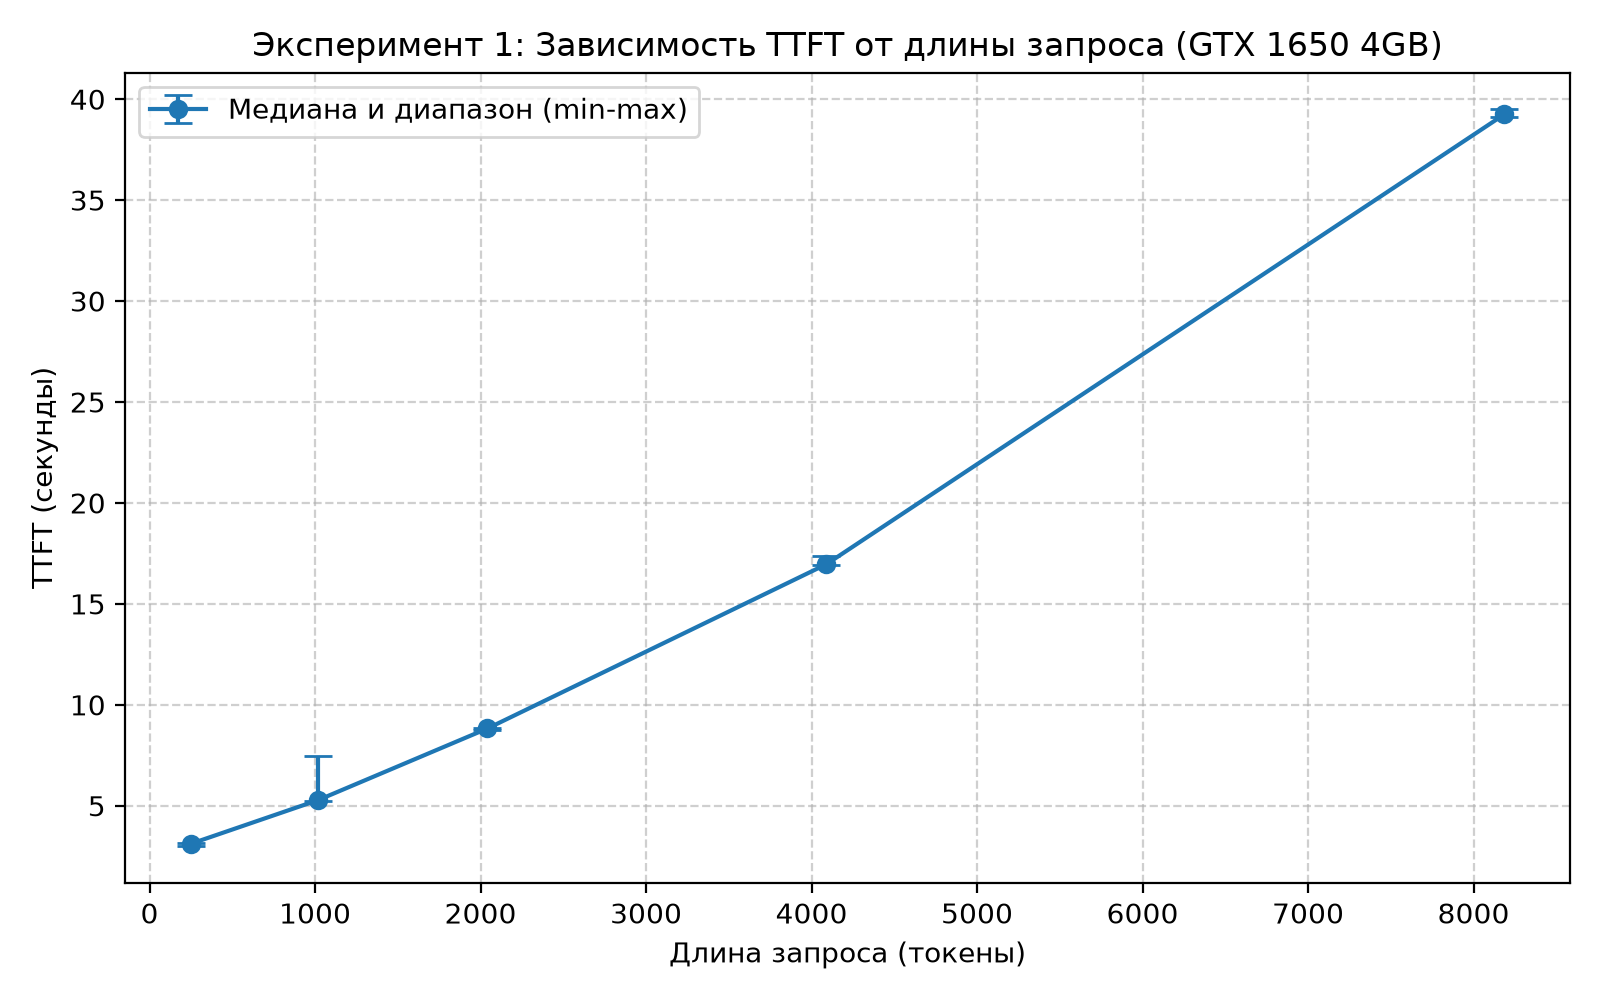 Эксперимент 1: Зависимость TTFT от длины запроса (GTX 1650 4GB)
Медиана и диапазон (min-max)
TTFT (секунды)
40
35
30
25
20
15
10
5
0 1000 2000 3000 4000 5000 6000 7000 8000
Длина запроса (токены)